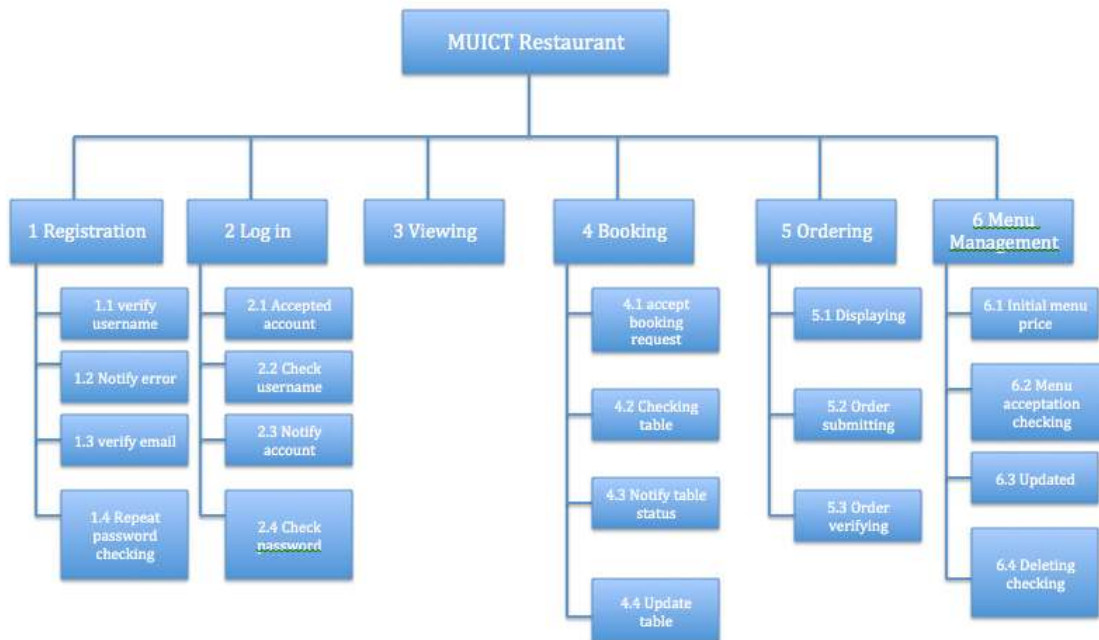 MUICT Restaurant
1 Registration
2 Log in
3 Viewing
4 Booking
5 Ordering
6 Menu
Management
1.1 verify
username
1.2 Notify error
1.3 verify email
1.4 Repeat
password
checking
2.1 Accepted
account
2.2 Check
username
2.3 Notify
account
2.4 Check
password
4.1 accept
booking
request
4.2 Checking
table
4.3 Notify table
status
4.4 Update
table
5.1 Displaying
5.2 Order
submitting
5.3 Order
verifying
6.1 Initial menu
price
6.2 Menu
acceptation
checking
6.3 Updated
6.4 Deleting
checking